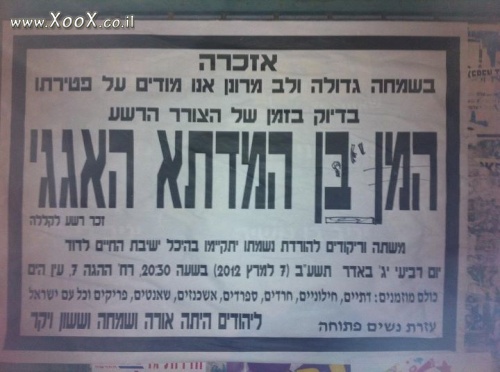 www.XooX.co.il
אזכרה
בשמחה גדולה ולב מרונן אנו מודים על פטירתו
בדיוק בזמן של הצורר הרשע
המן בן המדתא האגגי
זכר רשע לקללה
משתה וריקודים להורדת נשמתו יתקיימו בהיכל ישיבת החיים לדוד
יום רביעי יג' באדר תשע"ב (7 למרץ 2012) בשעה 20:30, רח' ההגה 7, עין הים
כולם מוזמנים: דתיים, חילוניים, חרדים, ספרדים, אשכנזים, שאנטים, פריקים וכל עם ישראל
עזרת נשים פתוחה
ליהודים היתה אורה ושמחה וששון ויקר